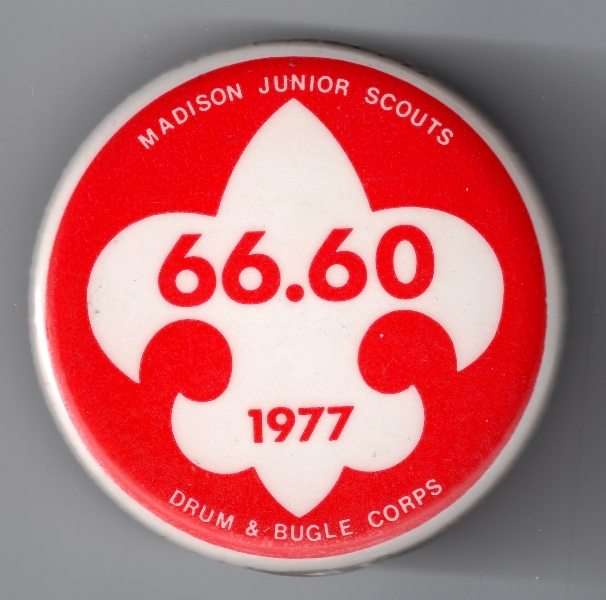 MADISON JUNIOR SCOUTS
66.60
1977
DRUM & BUGLE CORPS